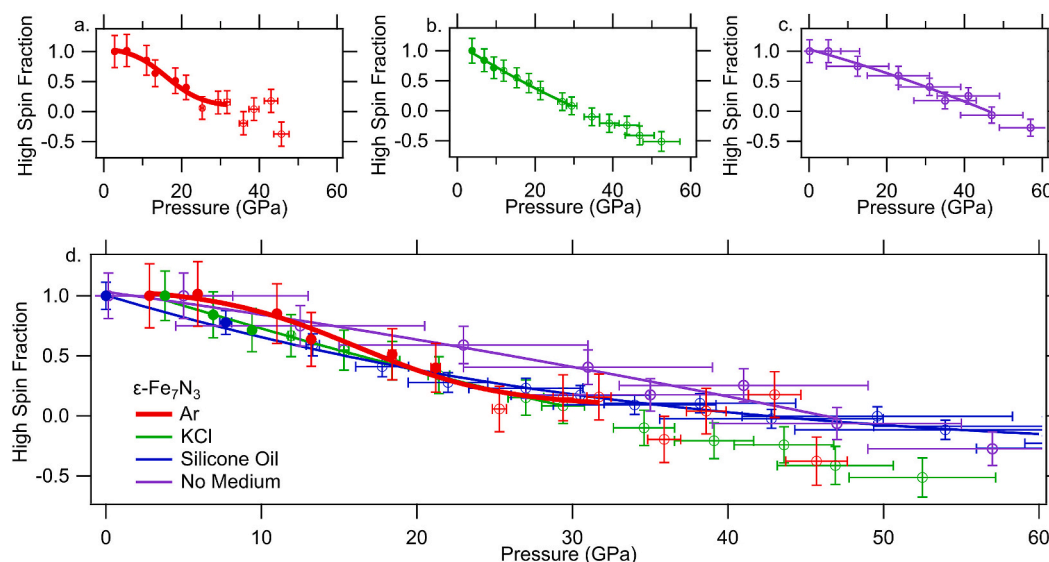 a.
High Spin Fraction
1.0
0.5
0.0
-0.5
0 20 40 60
Pressure (GPa)
b.
High Spin Fraction
1.0
0.5
0.0
-0.5
0 20 40 60
Pressure (GPa)
c.
High Spin Fraction
1.0
0.5
0.0
-0.5
0 20 40 60
Pressure (GPa)
d.
High Spin Fraction
1.0
0.5
0.0
-0.5
ε-Fe₇N₃
Ar
KCl
Silicone Oil
No Medium
0 10 20 30 40 50 60
Pressure (GPa)